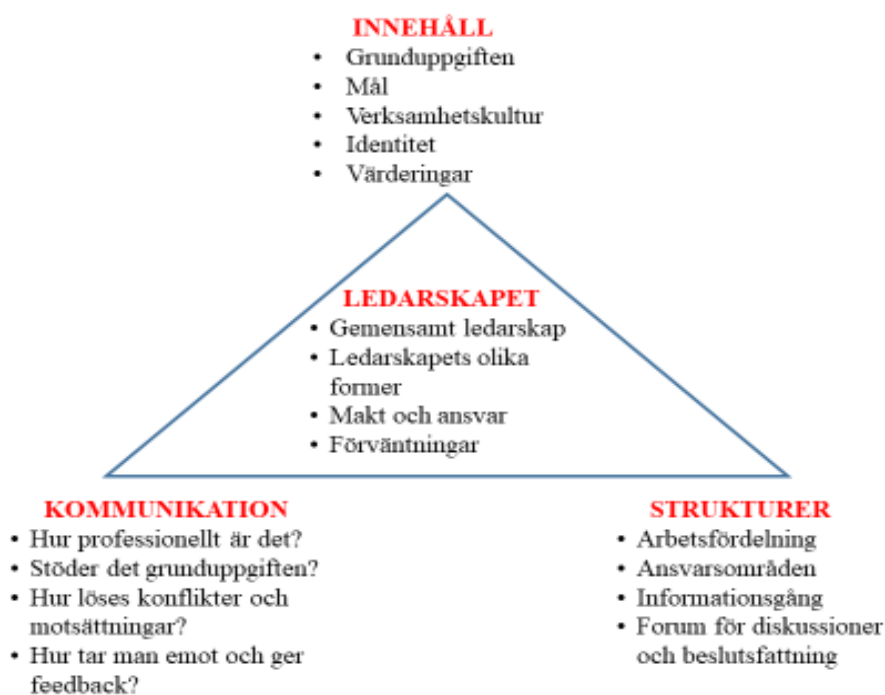 INNEHÅLL
• Grunduppgiften
• Mål
• Verksamhetskultur
• Identitet
• Värderingar
LEDARSKAPET
• Gemensamt ledarskap
• Ledarskapets olika
former
• Makt och ansvar
• Förväntningar
KOMMUNIKATION
• Hur professionellt är det?
• Stöder det grunduppgiften?
• Hur löses konflikter och
motsättningar?
• Hur tar man emot och ger
feedback?
STRUKTURER
• Arbetsfördelning
• Ansvarsområden
• Informationsgång
• Forum för diskussioner
och beslutsfattning